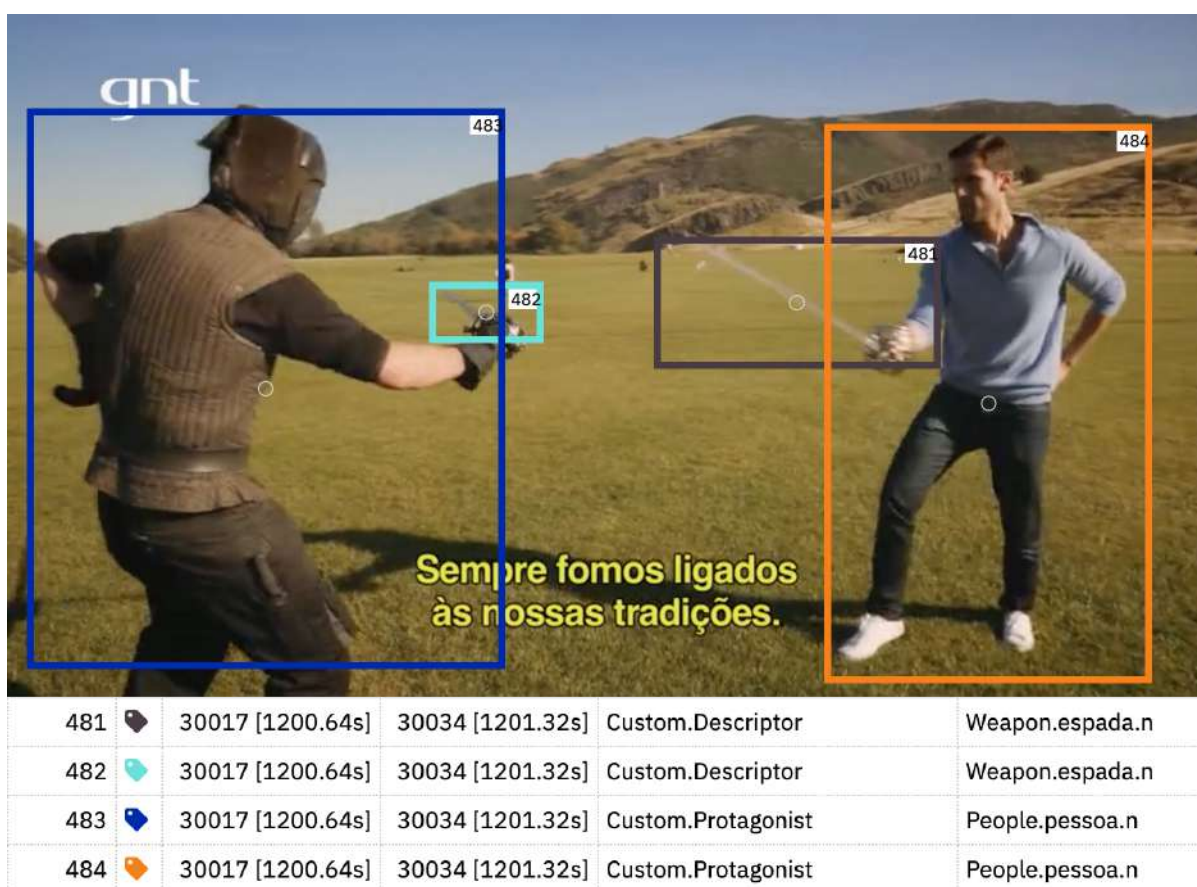 gnt
483
484
481
482
Sempre fomos ligados
às nossas tradições.
481 30017 [1200.64s] 30034 [1201.32s] Custom.Descriptor Weapon.espada.n
482 30017 [1200.64s] 30034 [1201.32s] Custom.Descriptor Weapon.espada.n
483 30017 [1200.64s] 30034 [1201.32s] Custom.Protagonist People.pessoa.n
484 30017 [1200.64s] 30034 [1201.32s] Custom.Protagonist People.pessoa.n